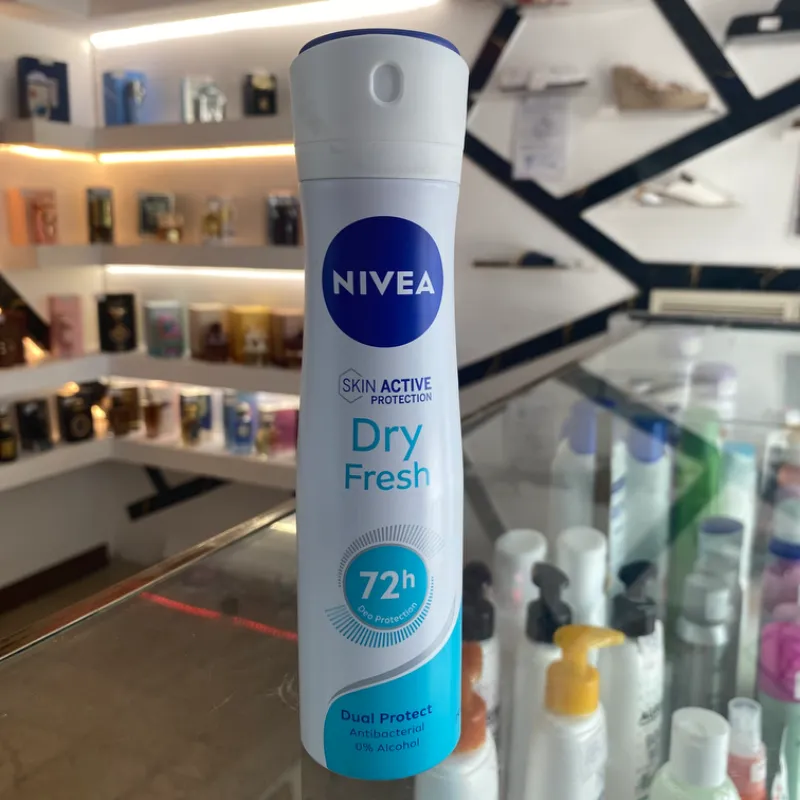 NIVEA
SKIN ACTIVE
PROTECTION
Dry
Fresh
72h
Deo Protection
Dual Protect
Antibacterial
0% Alcohol